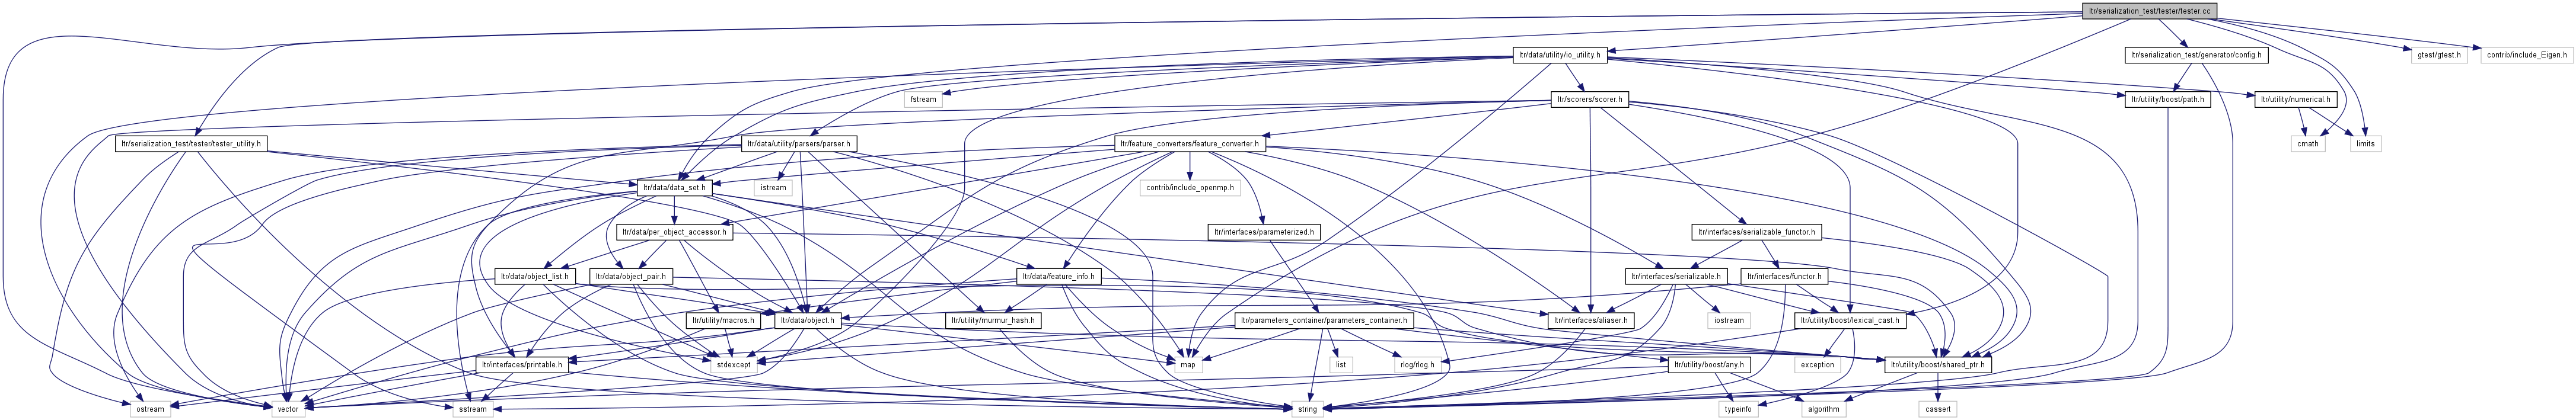 ltr/serialization_test/tester/tester.cc
ltr/data/utility/io_utility.h
ltr/serialization_test/generator/config.h
gtest/gtest.h
contrib/include_Eigen.h
fstream
ltr/scorers/scorer.h
ltr/utility/boost/path.h
ltr/utility/numerical.h
ltr/serialization_test/tester/tester_utility.h
ltr/data/utility/parsers/parser.h
ltr/feature_converters/feature_converter.h
cmath
limits
ltr/data/data_set.h
istream
contrib/include_openmp.h
ltr/data/per_object_accessor.h
ltr/interfaces/parameterized.h
ltr/interfaces/serializable_functor.h
ltr/data/object_list.h
ltr/data/object_pair.h
ltr/data/feature_info.h
ltr/interfaces/serializable.h
ltr/interfaces/functor.h
ltr/utility/macros.h
ltr/data/object.h
ltr/utility/murmur_hash.h
ltr/parameters_container/parameters_container.h
ltr/interfaces/aliaser.h
iostream
ltr/utility/boost/lexical_cast.h
ltr/interfaces/printable.h
stdexcept
map
list
rlog/rlog.h
ltr/utility/boost/any.h
exception
ltr/utility/boost/shared_ptr.h
ostream
vector
sstream
string
typeinfo
algorithm
cassert